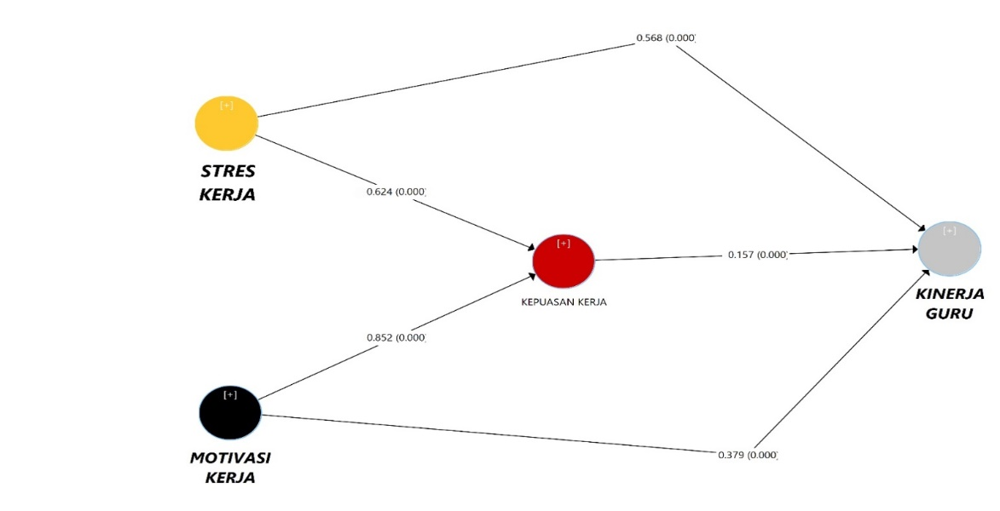 0.568 (0.000)
[+]
STRES
KERJA
0.624 (0.000)
[+]
[+]
0.157 (0.000)
KEPUASAN KERJA
KINERJA
GURU
0.852 (0.000)
[+]
MOTIVASI
KERJA
0.379 (0.000)